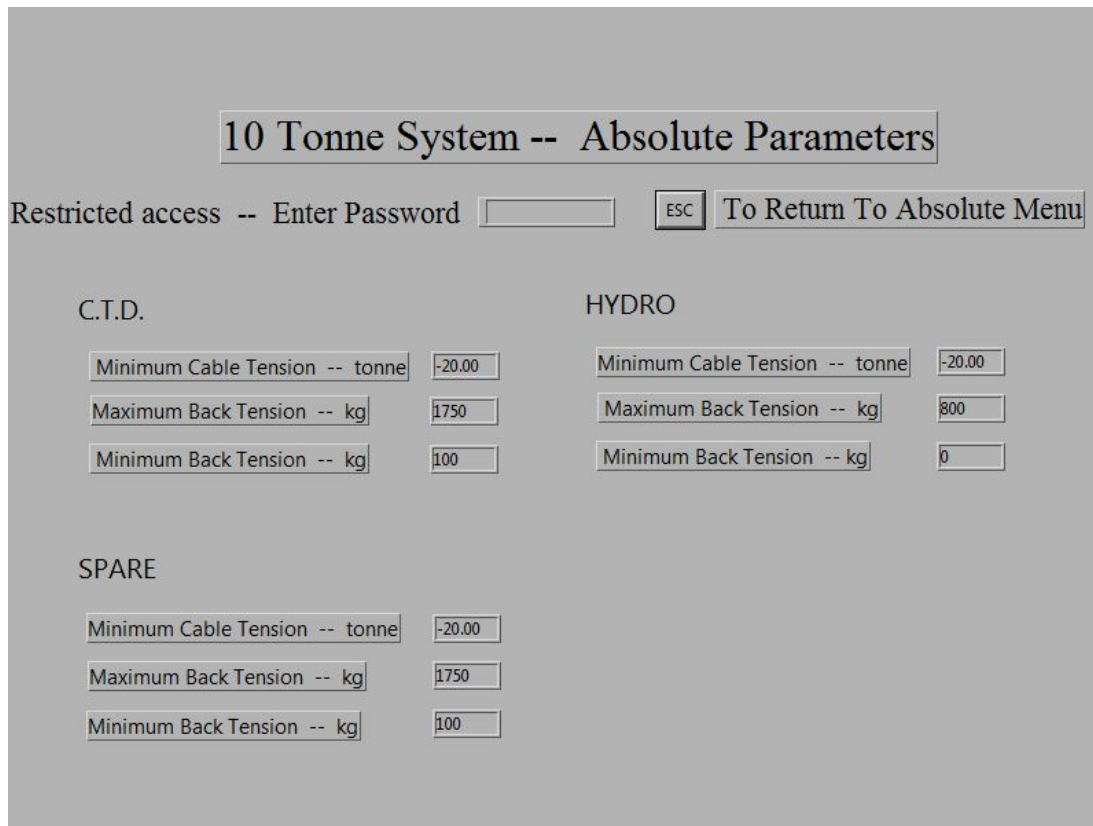 10 Tonne System -- Absolute Parameters
Restricted access -- Enter Password ESC To Return To Absolute Menu
C.T.D.
Minimum Cable Tension -- tonne -20.00
Maximum Back Tension -- kg 1750
Minimum Back Tension -- kg 100
HYDRO
Minimum Cable Tension -- tonne -20.00
Maximum Back Tension -- kg 800
Minimum Back Tension -- kg 0
SPARE
Minimum Cable Tension -- tonne -20.00
Maximum Back Tension -- kg 1750
Minimum Back Tension -- kg 100